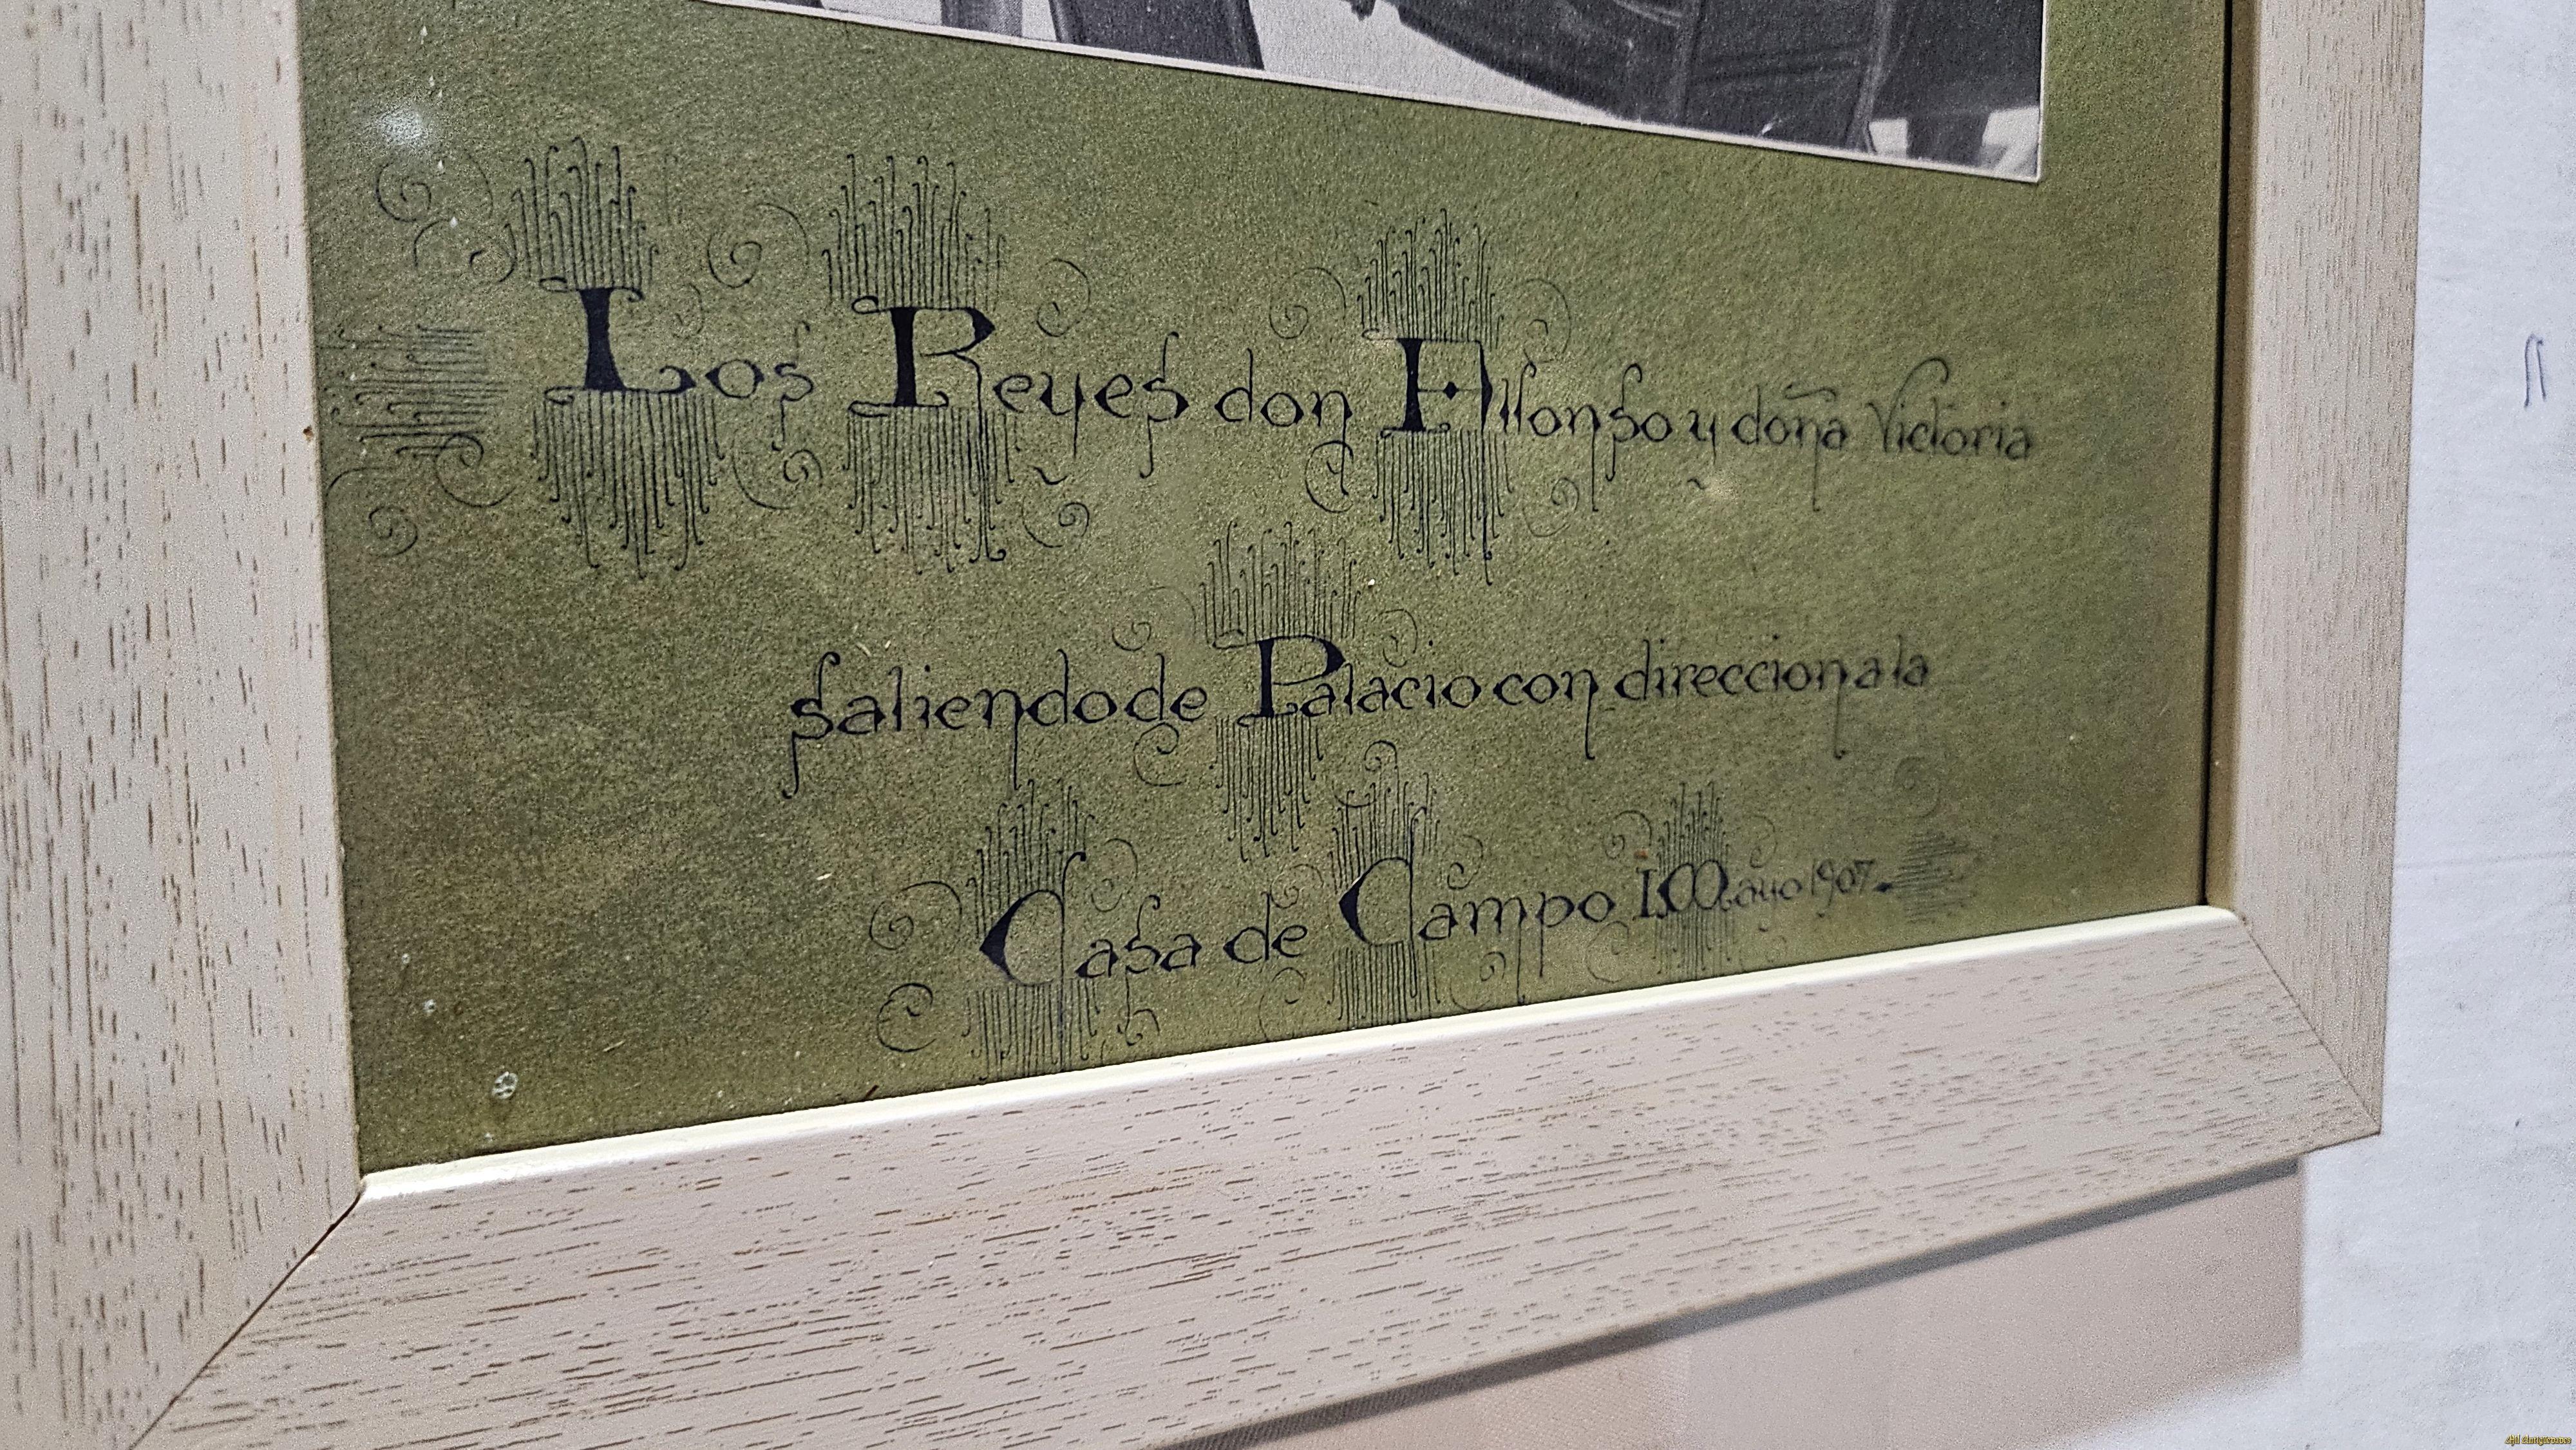 Los Reyes don Alfonso y doña Victoria
saliendo de Palacio con direccion a la
Casa de Campo 1 Mayo 1907.